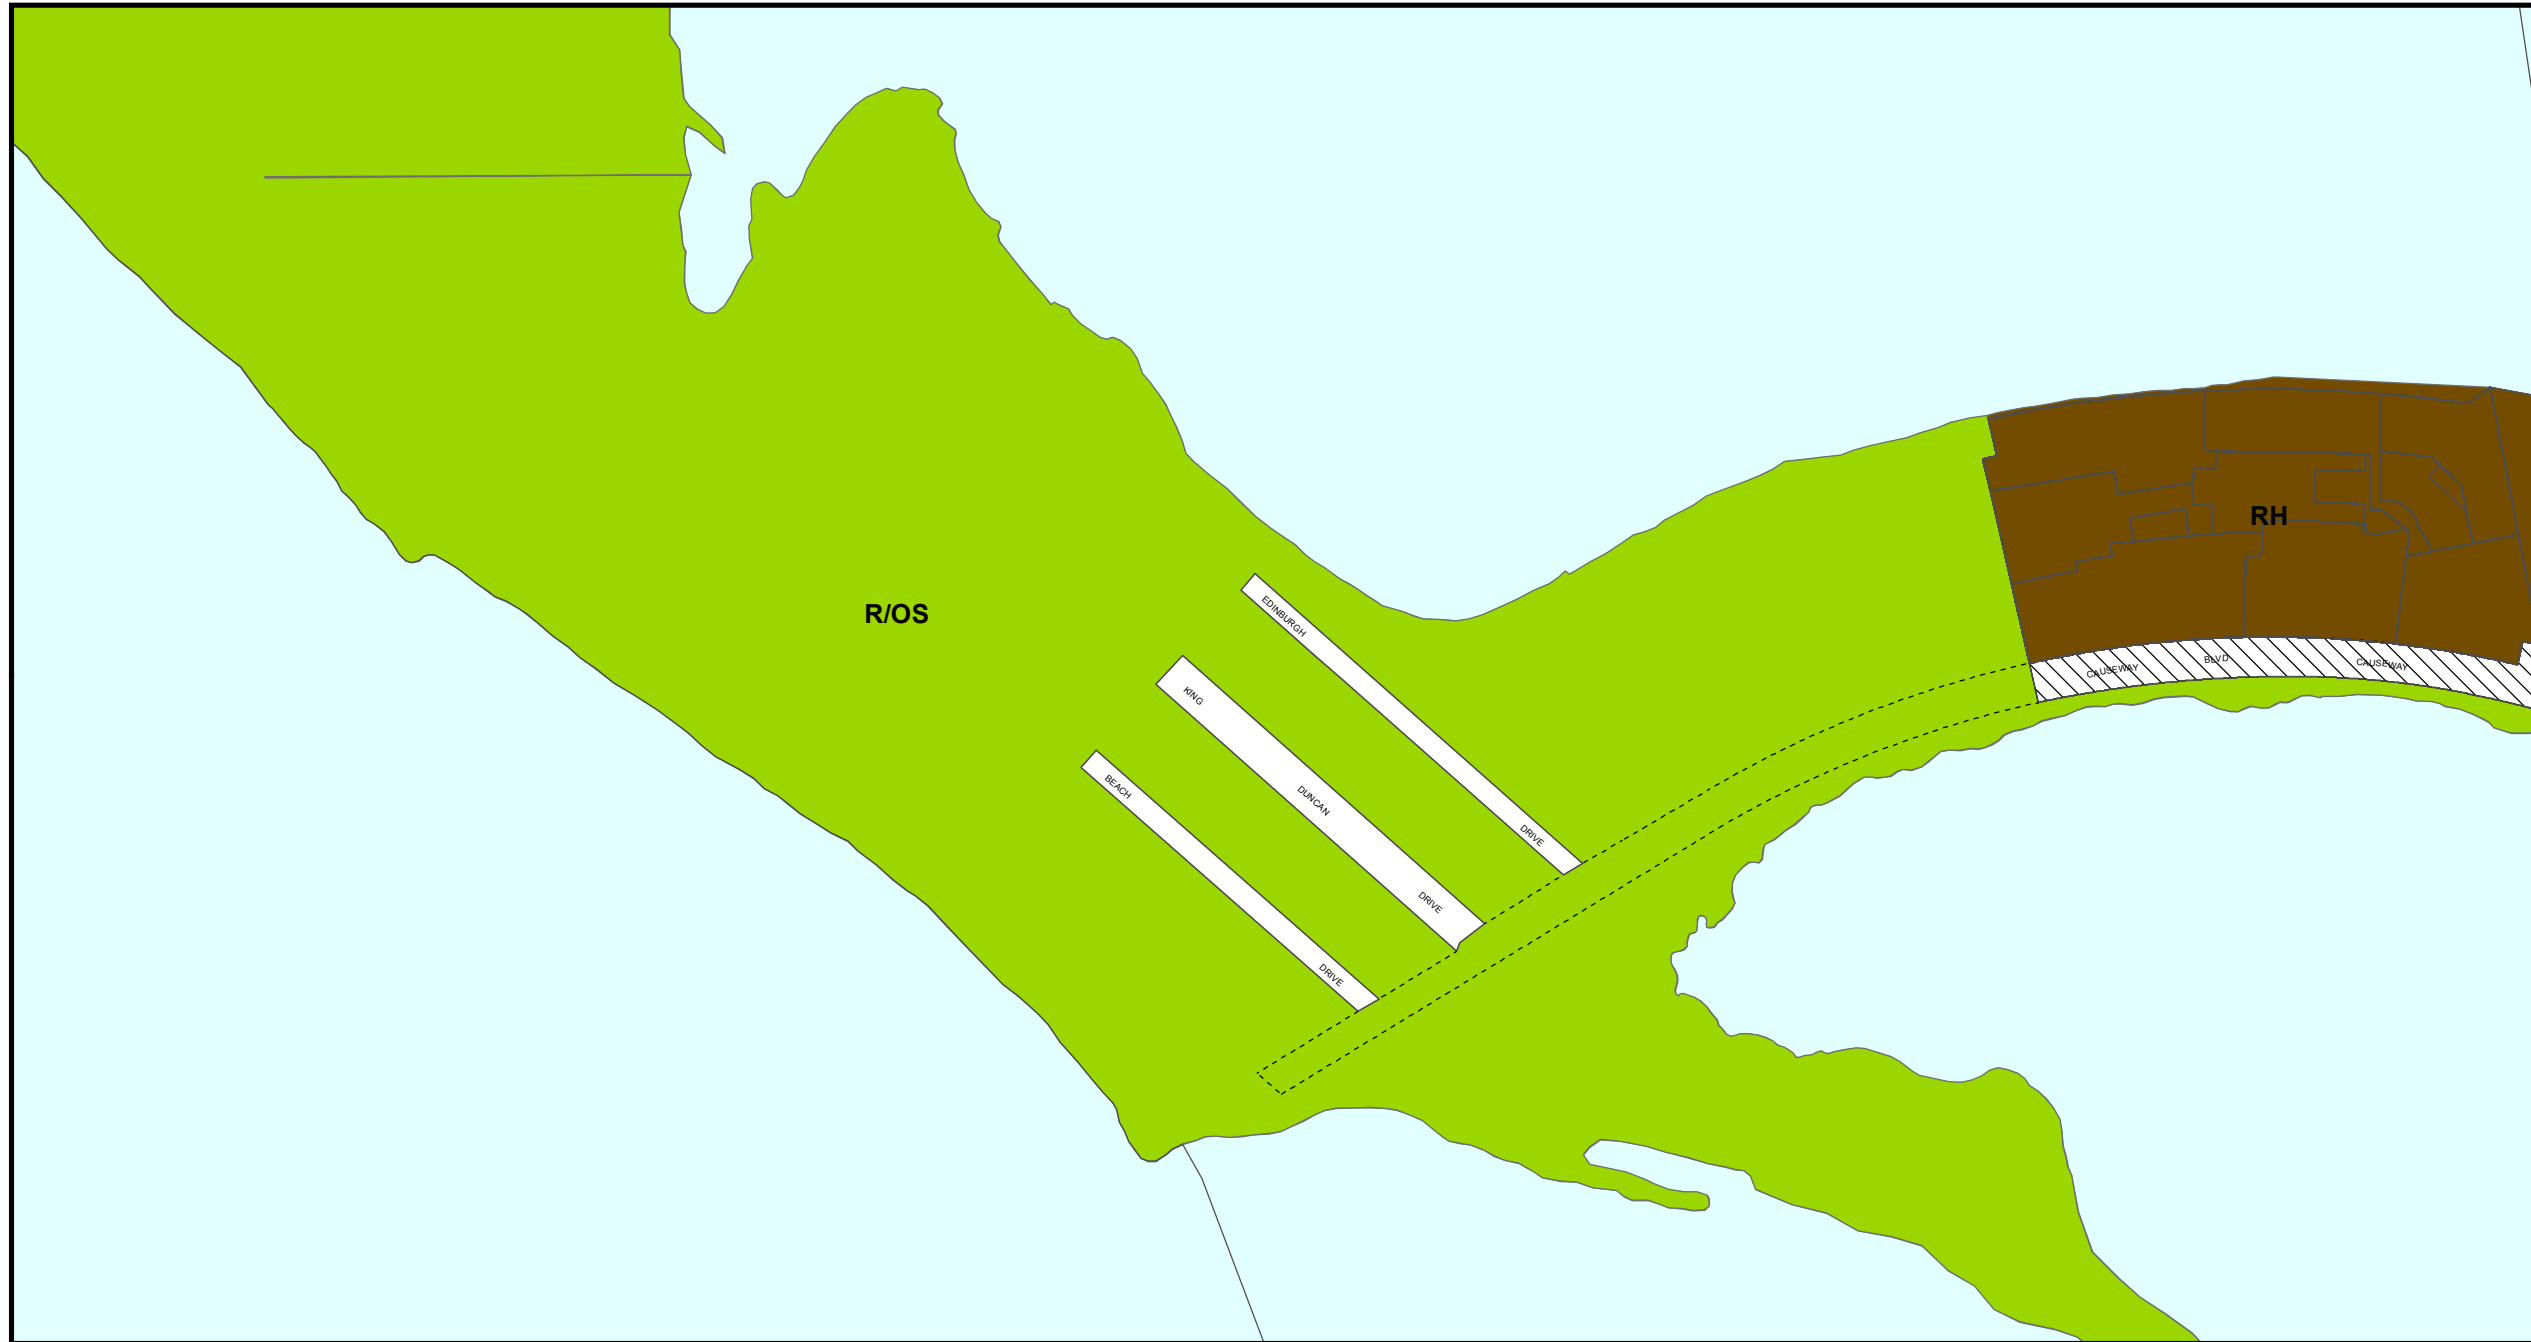 RH
R/OS
EDINBURGH DRIVE
KING DUNCAN DRIVE
BEACH DRIVE
CAUSEWAY BLVD CAUSEWAY